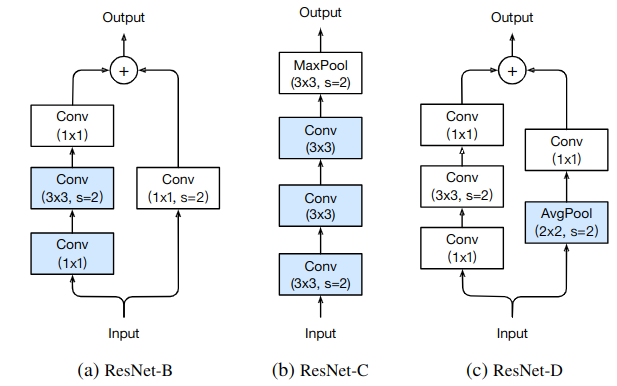 Output
+
Conv
(1x1)
Conv
(3x3, s=2)
Conv
(1x1)
Conv
(1x1, s=2)
Input
(a) ResNet-B
Output
MaxPool
(3x3, s=2)
Conv
(3x3)
Conv
(3x3)
Conv
(3x3, s=2)
Input
(b) ResNet-C
Output
+
Conv
(1x1)
Conv
(3x3, s=2)
Conv
(1x1)
Conv
(1x1)
AvgPool
(2x2, s=2)
Input
(c) ResNet-D